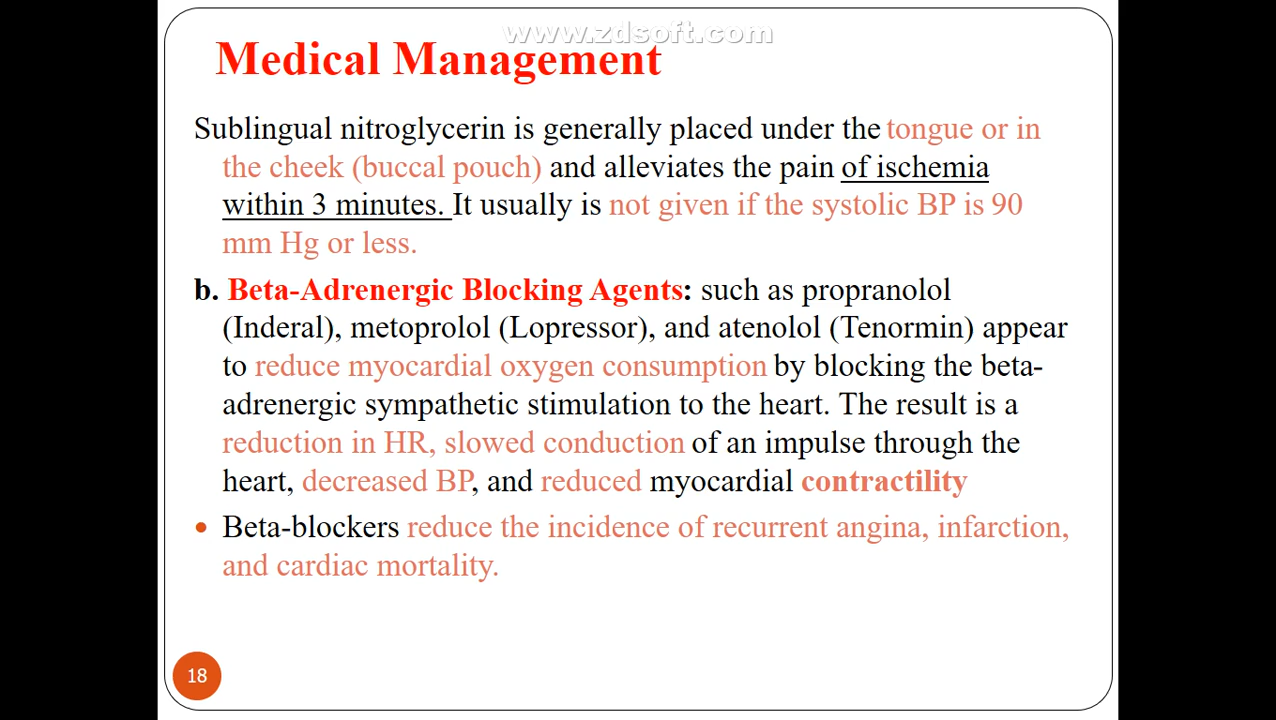 www.zdsoft.com
Medical Management
Sublingual nitroglycerin is generally placed under the tongue or in
the cheek (buccal pouch) and alleviates the pain of ischemia
within 3 minutes. It usually is not given if the systolic BP is 90
mm Hg or less.
b. Beta-Adrenergic Blocking Agents: such as propranolol
(Inderal), metoprolol (Lopressor), and atenolol (Tenormin) appear
to reduce myocardial oxygen consumption by blocking the beta-
adrenergic sympathetic stimulation to the heart. The result is a
reduction in HR, slowed conduction of an impulse through the
heart, decreased BP, and reduced myocardial contractility
• Beta-blockers reduce the incidence of recurrent angina, infarction,
and cardiac mortality.
18